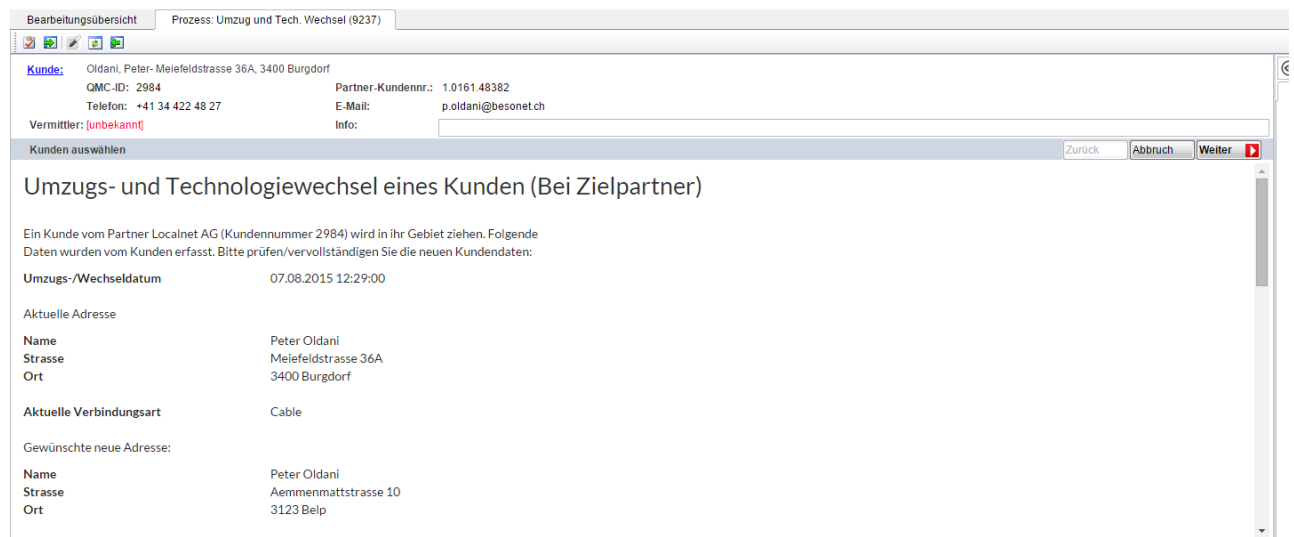 Bearbeitungsübersicht Prozess: Umzug und Tech. Wechsel (9237)
Kunde: Oldani, Peter- Meiefeldstrasse 36A, 3400 Burgdorf
QMC-ID: 2984 Partner-Kundennr.: 1.0161.48382
Telefon: +41 34 422 48 27 E-Mail: p.oldani@besonet.ch
Vermittler: [unbekannt] Info:
Kunden auswählen Zurück Abbruch Weiter
Umzugs- und Technologiewechsel eines Kunden (Bei Zielpartner)
Ein Kunde vom Partner Localnet AG (Kundennummer 2984) wird in ihr Gebiet ziehen. Folgende
Daten wurden vom Kunden erfasst. Bitte prüfen/vervollständigen Sie die neuen Kundendaten:
Umzugs-/Wechseldatum 07.08.2015 12:29:00
Aktuelle Adresse
Name Peter Oldani
Strasse Meiefeldstrasse 36A
Ort 3400 Burgdorf
Aktuelle Verbindungsart Cable
Gewünschte neue Adresse:
Name Peter Oldani
Strasse Aemmenmattstrasse 10
Ort 3123 Belp